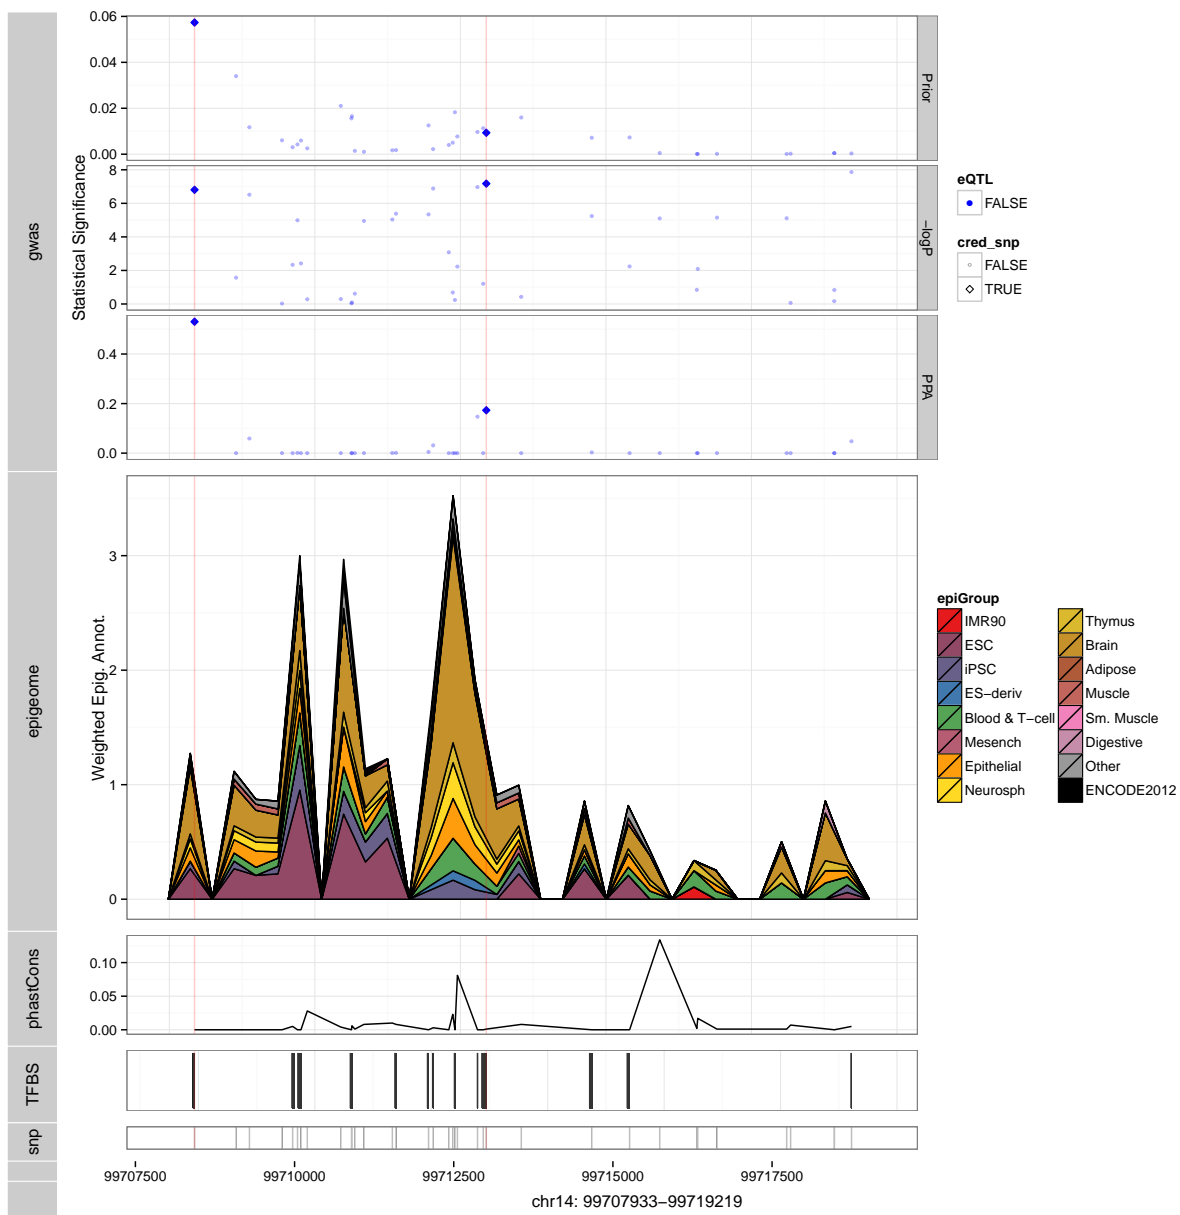 gwas
Statistical Significance
0.06
0.04
0.02
0.00
Prior
8
6
4
2
0
−logP
0.4
0.2
0.0
PPA
eQTL
FALSE
cred_snp
FALSE
TRUE
epigeome
Weighted Epig. Annot.
3
2
1
0
epiGroup
IMR90
ESC
iPSC
ES−deriv
Blood & T−cell
Mesench
Epithelial
Neurosph
Thymus
Brain
Adipose
Muscle
Sm. Muscle
Digestive
Other
ENCODE2012
phastCons
0.10
0.05
0.00
TFBS
snp
99707500 99710000 99712500 99715000 99717500
chr14: 99707933−99719219